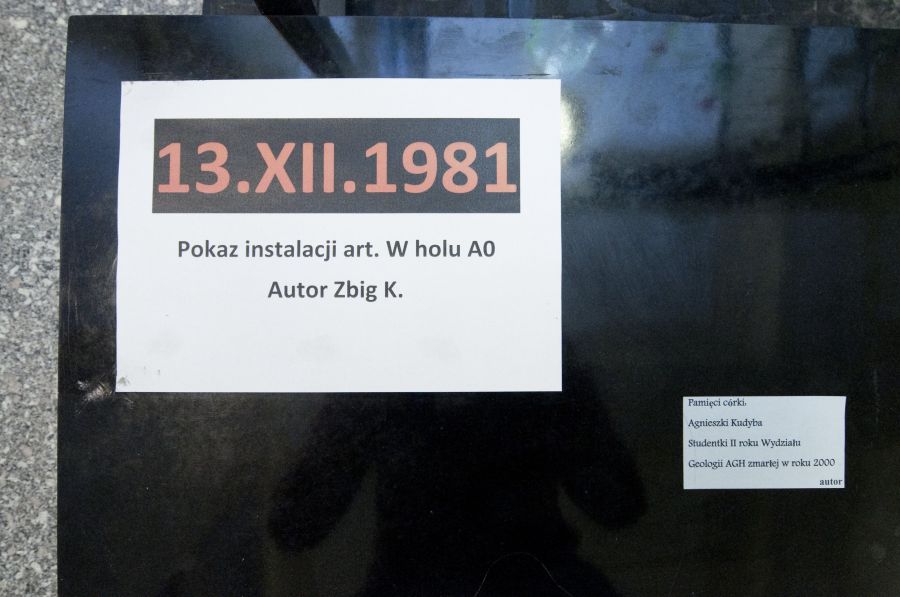 13.XII.1981
Pokaz instalacji art. W holu A0
Autor Zbig K.
Pamięci córki,
Agnieszki Kudyba
Studentki II roku Wydziału
Geologii AGH zmarłej w roku 2000
autor